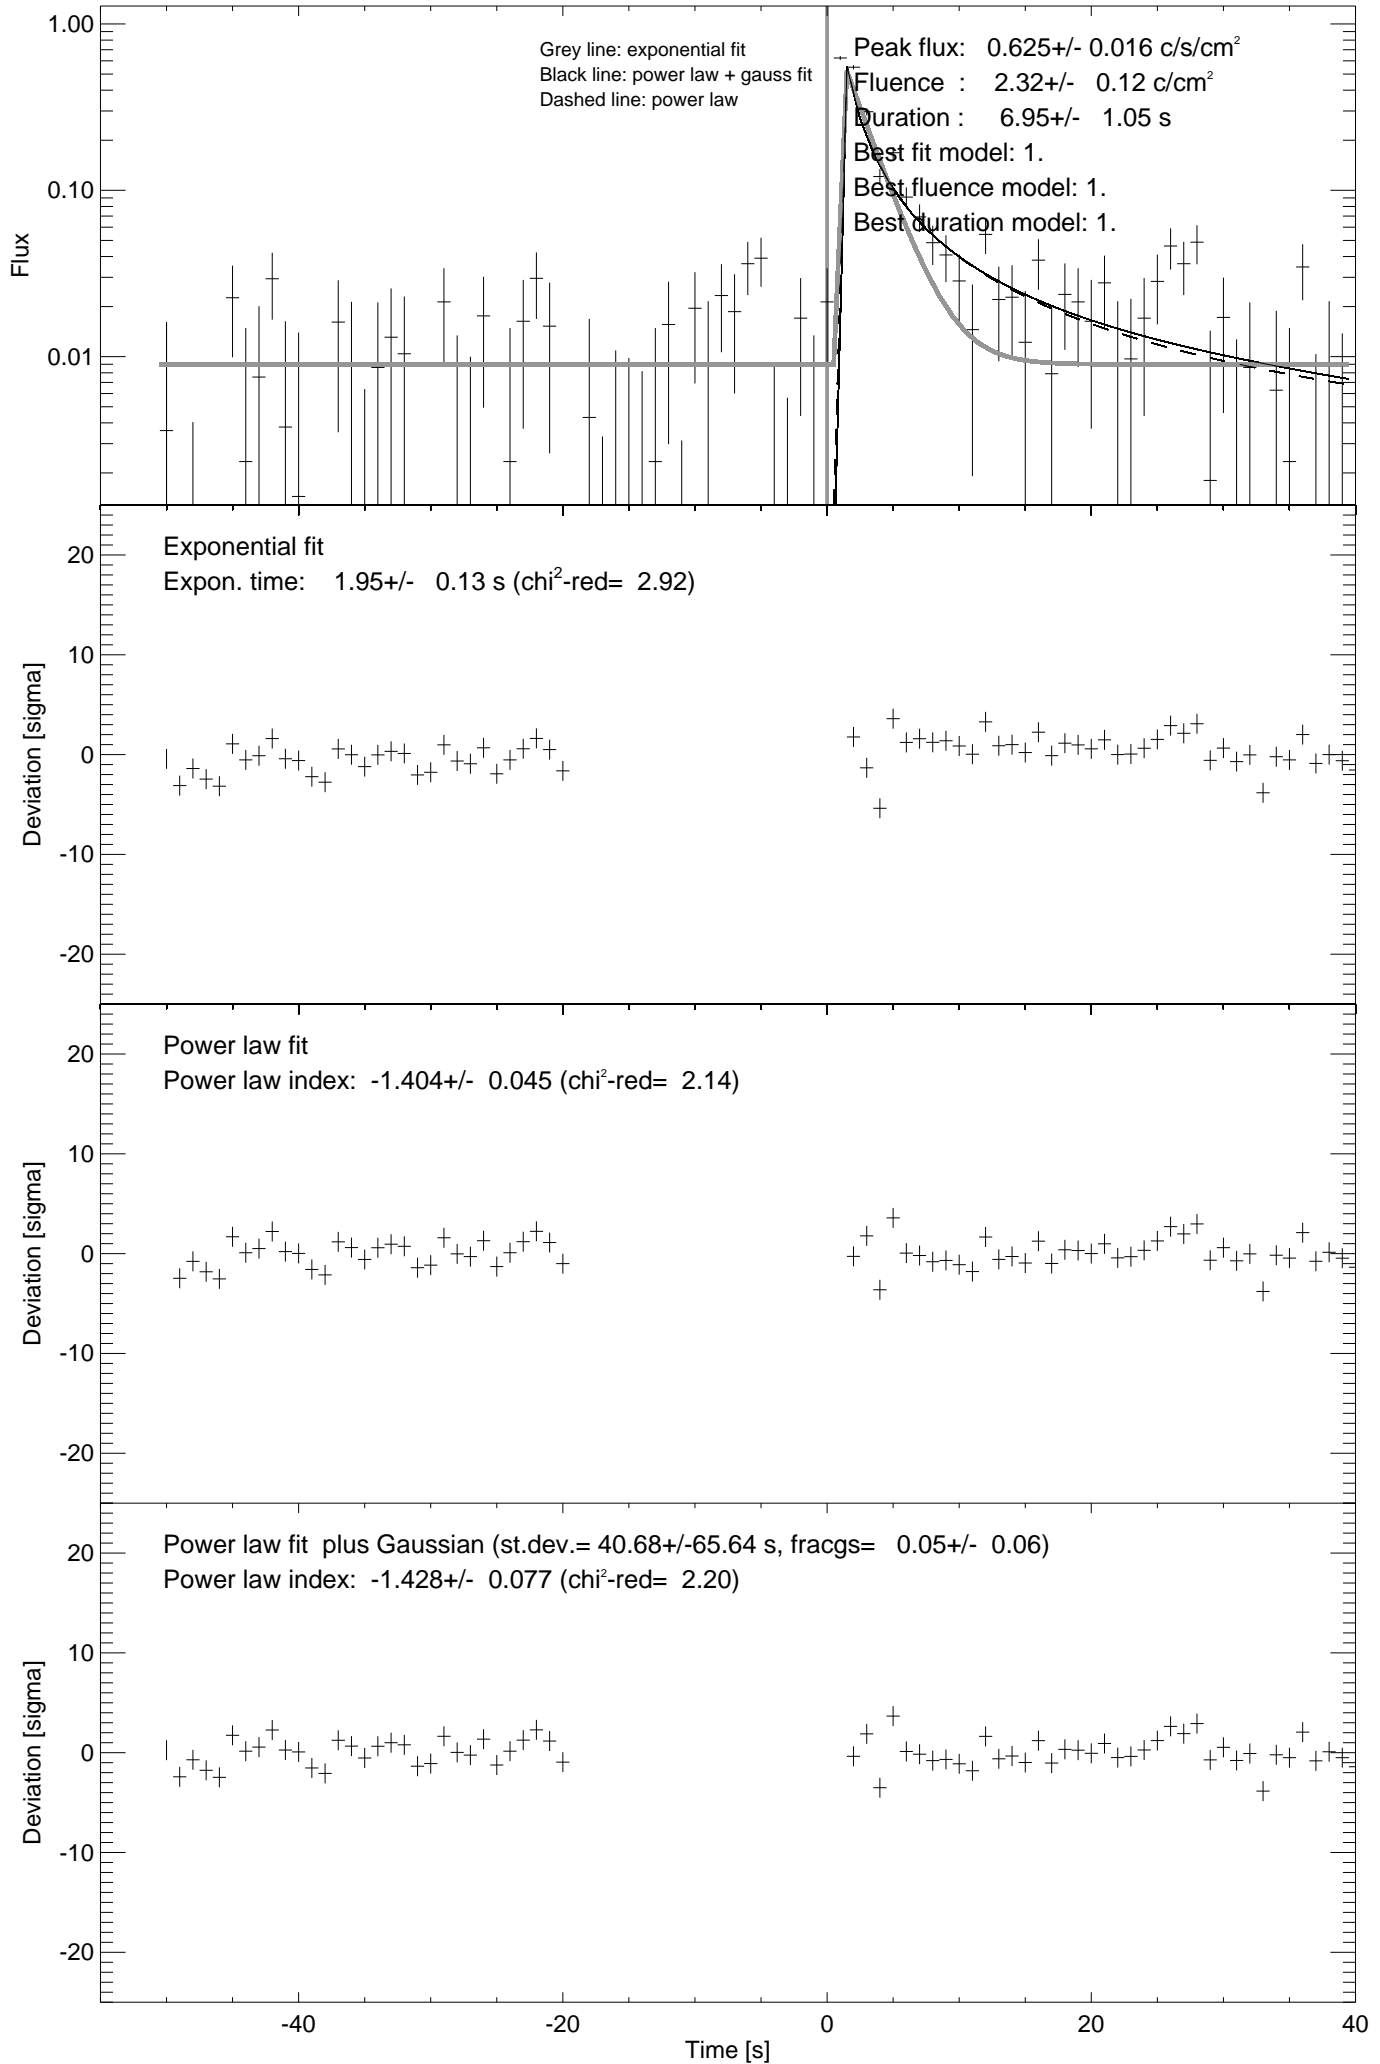 1.00
0.10
0.01
Flux
Grey line: exponential fit
Black line: power law + gauss fit
Dashed line: power law
Peak flux: 0.625+/- 0.016 c/s/cm²
Fluence : 2.32+/- 0.12 c/cm²
Duration : 6.95+/- 1.05 s
Best fit model: 1.
Best fluence model: 1.
Best duration model: 1.
20
10
0
-10
-20
Deviation [sigma]
Exponential fit
Expon. time: 1.95+/- 0.13 s (chi²-red= 2.92)
20
10
0
-10
-20
Deviation [sigma]
Power law fit
Power law index: -1.404+/- 0.045 (chi²-red= 2.14)
20
10
0
-10
-20
Deviation [sigma]
Power law fit plus Gaussian (st.dev.= 40.68+/-65.64 s, fracgs= 0.05+/- 0.06)
Power law index: -1.428+/- 0.077 (chi²-red= 2.20)
-40 -20 0 20 40
Time [s]